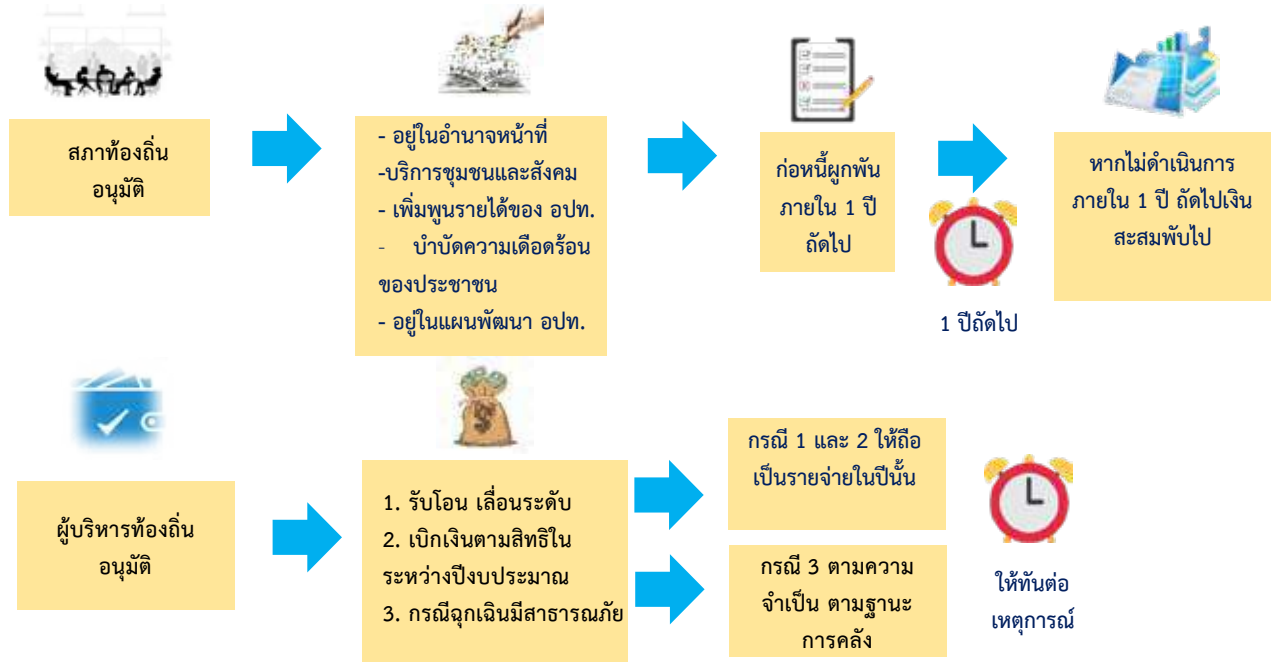 สภาท้องถิ่น
อนุมัติ
- อยู่ในอำนาจหน้าที่
-บริการชุมชนและสังคม
- เพิ่มพูนรายได้ของ อปท.
- บำบัดความเดือดร้อน
ของประชาชน
- อยู่ในแผนพัฒนา อปท.
ก่อหนี้ผูกพัน
ภายใน 1 ปี
ถัดไป
1 ปีถัดไป
หากไม่ดำเนินการ
ภายใน 1 ปี ถัดไปเงิน
สะสมพับไป
ผู้บริหารท้องถิ่น
อนุมัติ
1. รับโอน เลื่อนระดับ
2. เบิกเงินตามสิทธิใน
ระหว่างปีงบประมาณ
3. กรณีฉุกเฉินมีสาธารณภัย
กรณี 1 และ 2 ให้ถือ
เป็นรายจ่ายในปีนั้น
กรณี 3 ตามความ
จำเป็น ตามฐานะ
การคลัง
ให้ทันต่อ
เหตุการณ์